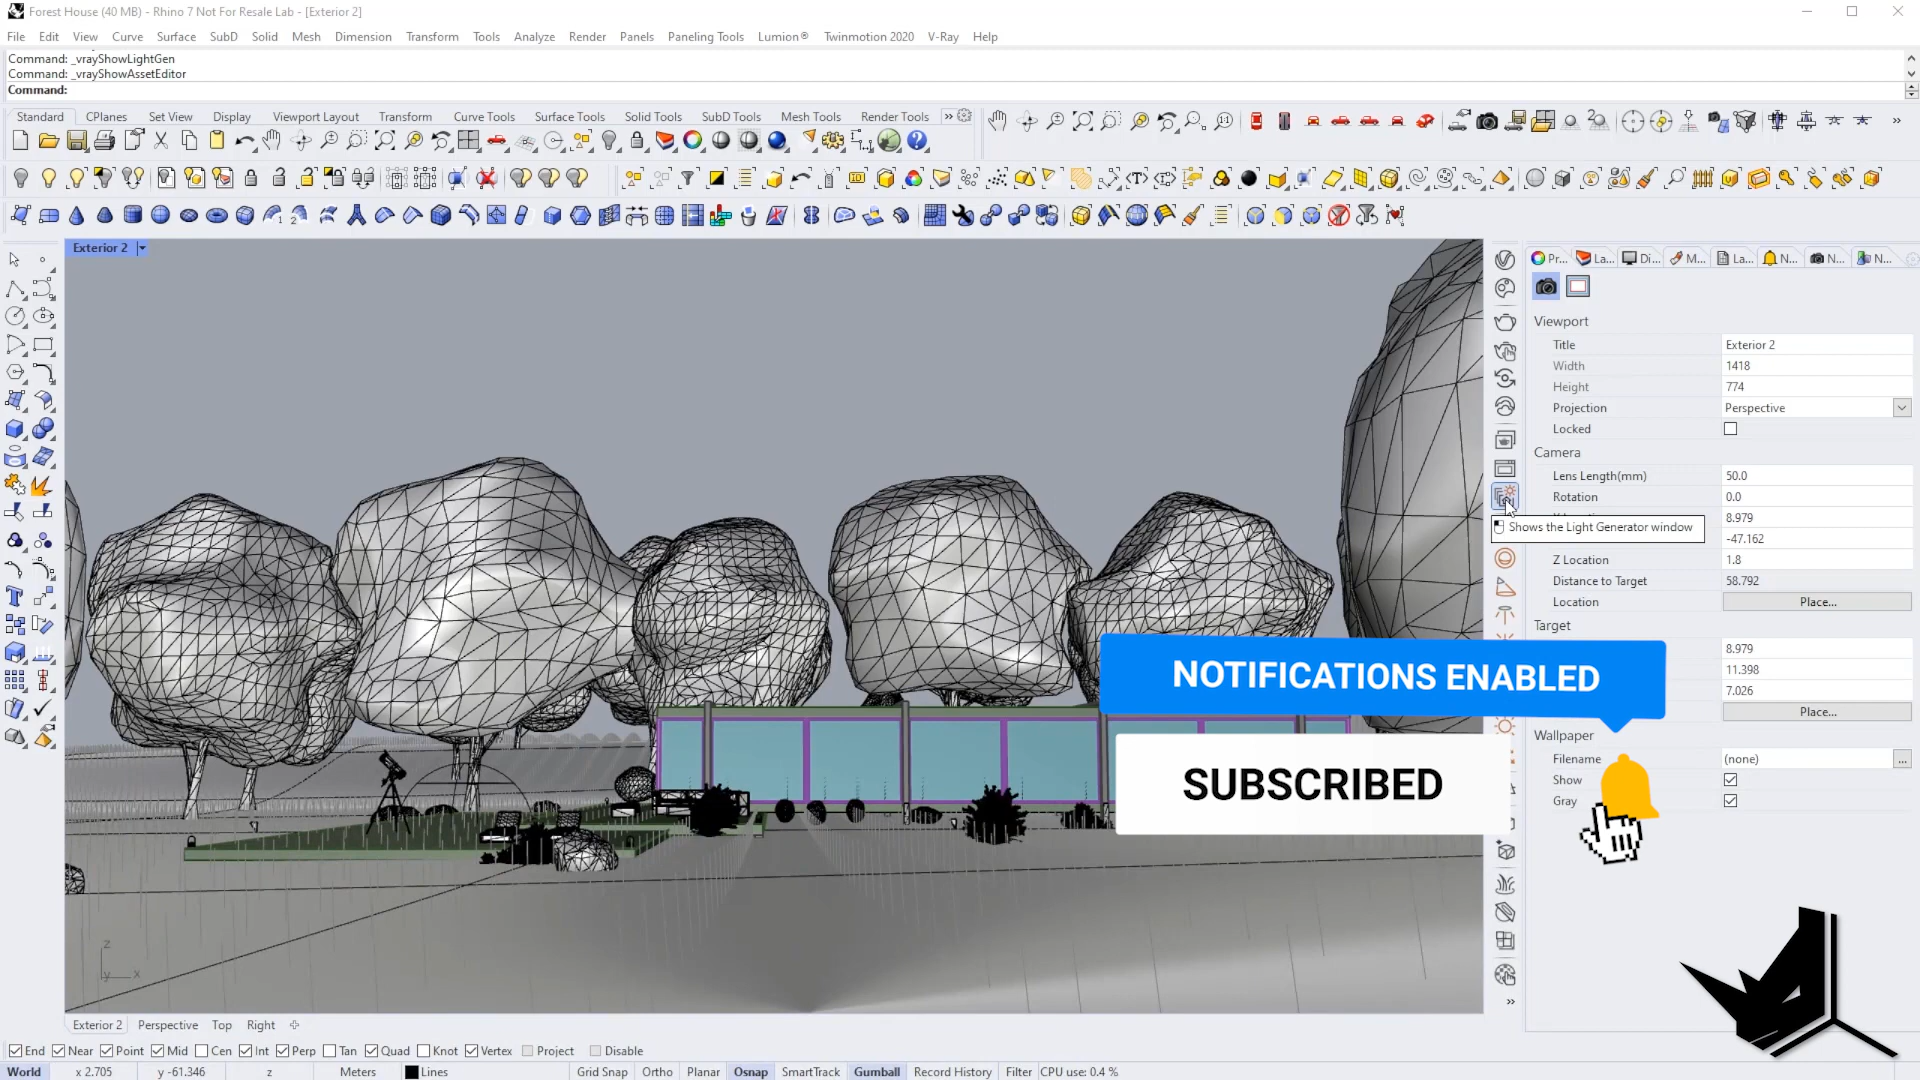 Forest House (40 MB) - Rhino 7 Not For Resale Lab - [Exterior 2]
File Edit View Curve Surface SubD Solid Mesh Dimension Transform Tools Analyze Render Panels Paneling Tools Lumion® Twinmotion 2020 V-Ray Help
Command: _vrayShowLightGen
Command: _vrayShowAssetEditor
Command:
Standard CPlanes Set View Display Viewport Layout Transform Curve Tools Surface Tools Solid Tools SubD Tools Mesh Tools Render Tools »
Exterior 2
Pr... La... Di... M... La... N... N... N...
Viewport
Title Exterior 2
Width 1418
Height 774
Projection Perspective
Locked
Camera
Lens Length(mm) 50.0
Rotation 0.0
8.979
Shows the Light Generator window
-47.162
Z Location 1.8
Distance to Target 58.792
Location Place...
Target
8.979
11.398
7.026
Place...
NOTIFICATIONS ENABLED
SUBSCRIBED
Wallpaper
Filename (none) ...
Show
Gray
z
y x
Exterior 2 Perspective Top Right
End Near Point Mid Cen Int Perp Tan Quad Knot Vertex Project Disable
World x 2.705 y -61.346 z Meters Lines Grid Snap Ortho Planar Osnap SmartTrack Gumball Record History Filter CPU use: 0.4 %